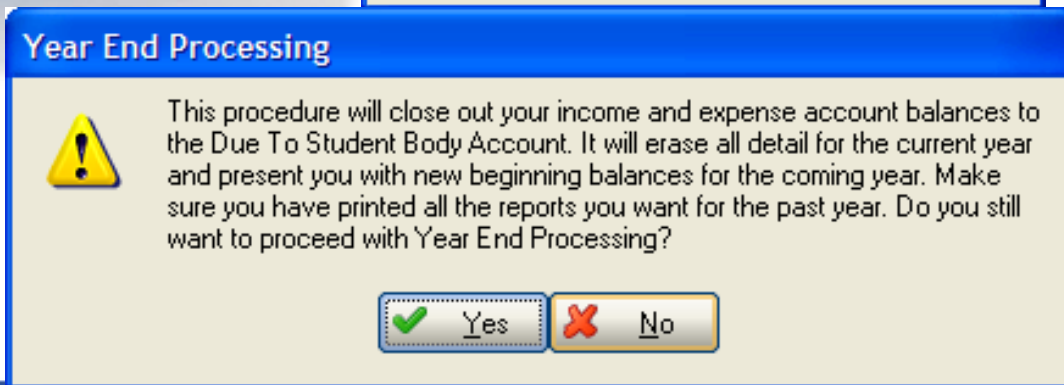 Year End Processing
This procedure will close out your income and expense account balances to
the Due To Student Body Account. It will erase all detail for the current year
and present you with new beginning balances for the coming year. Make
sure you have printed all the reports you want for the past year. Do you still
want to proceed with Year End Processing?
Yes No